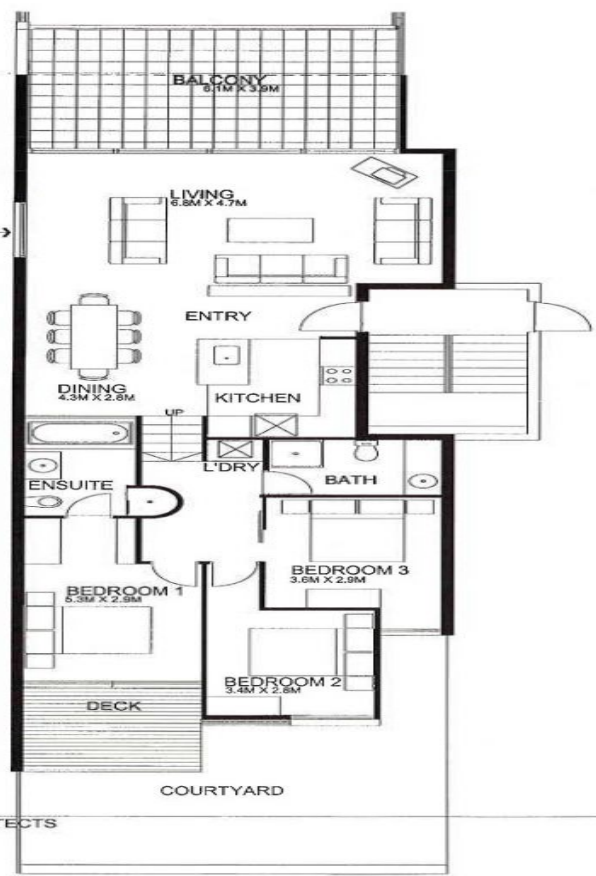 BALCONY
6.1M X 3.9M
LIVING
6.8M X 4.7M
ENTRY
DINING
4.3M X 2.8M
KITCHEN
UP
L'DRY
ENSUITE
BATH
BEDROOM 3
3.6M X 2.9M
BEDROOM 1
5.3M X 2.9M
BEDROOM 2
3.4M X 2.8M
DECK
COURTYARD
TECTS